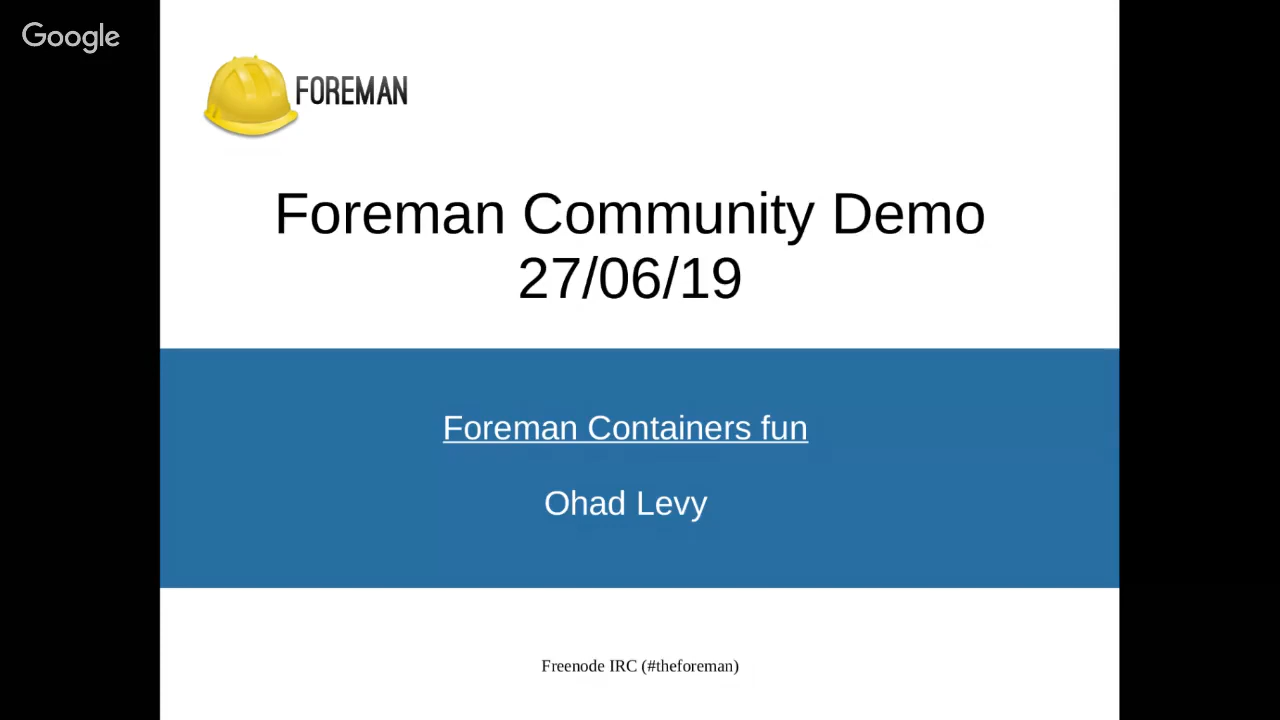 Google
FOREMAN
Foreman Community Demo
27/06/19
Foreman Containers fun
Ohad Levy
Freenode IRC (#theforeman)